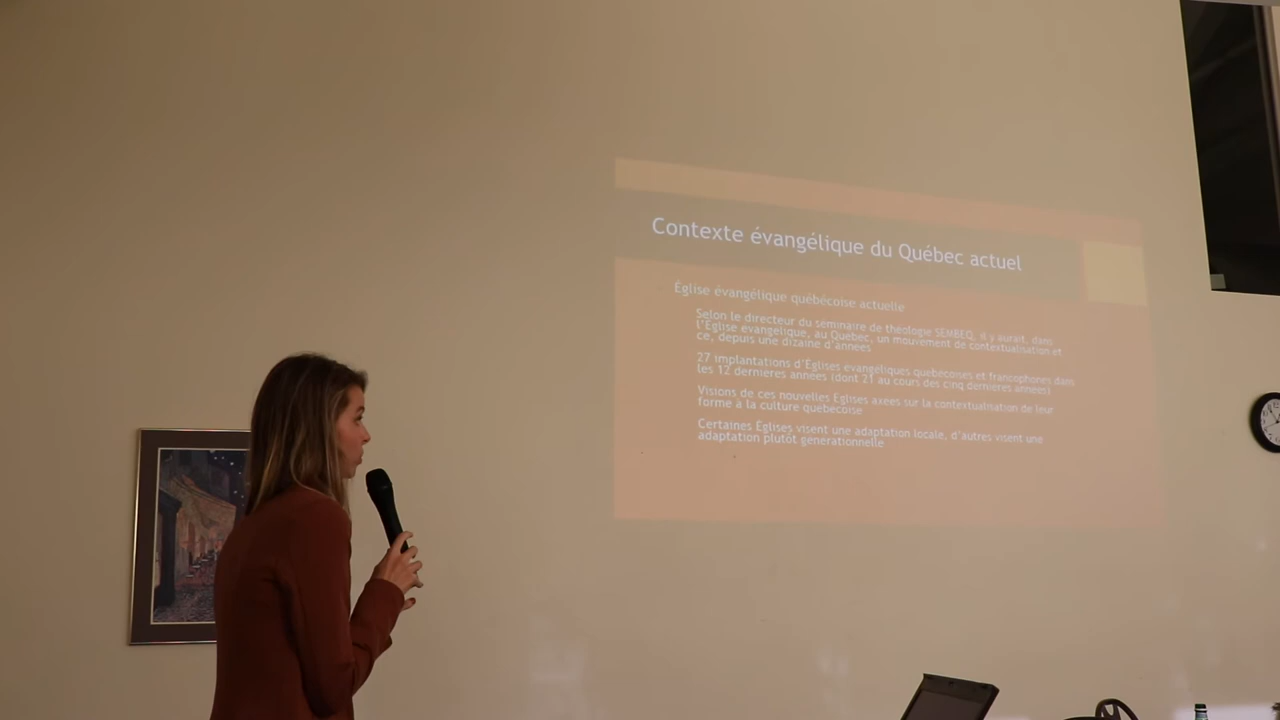 Contexte évangélique du Québec actuel
Église évangélique québécoise actuelle
Selon le directeur du séminaire de théologie SEMBEQ, il y aurait, dans
l'Église évangélique, au Québec, un mouvement de contextualisation et
ce, depuis une dizaine d'années
27 implantations d'Églises évangéliques québécoises et francophones dans
les 12 dernières années (dont 21 au cours des cinq dernières années)
Visions de ces nouvelles Églises axées sur la contextualisation de leur
forme à la culture québécoise
Certaines Églises visent une adaptation locale, d'autres visent une
adaptation plutôt générationnelle